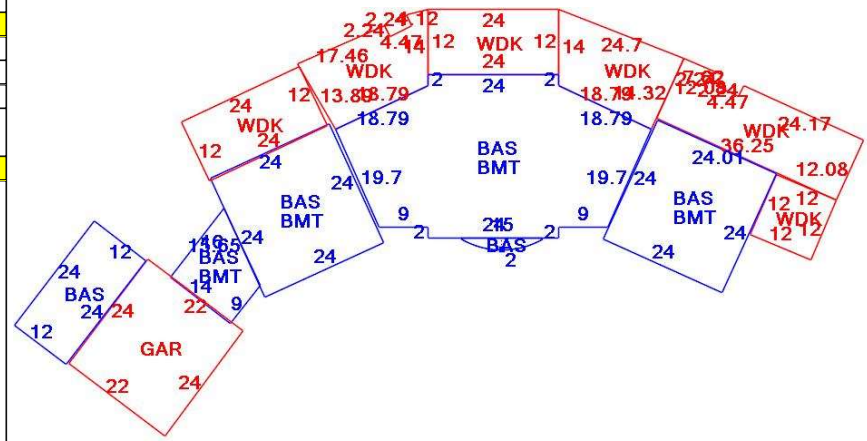 2.24 12
2.24
4.47 14
17.46
WDK
13.89 18.79
24
12 WDK 12
24
14 24.7
WDK
18.79 14.32
12.08
4.47
WDK
24.17
36.25
12.08
24
12
WDK
12
24
2 24 2
18.79
18.79
BAS
BMT
19.7
19.7
9
9
2
2
BAS
2
24
24
BAS
BMT
24
24
24.01
24
BAS
BMT
24
24
12 12
WDK
12 12
BAS
BMT
14
9
24
12
BAS
24
12
24
22
GAR
22
24